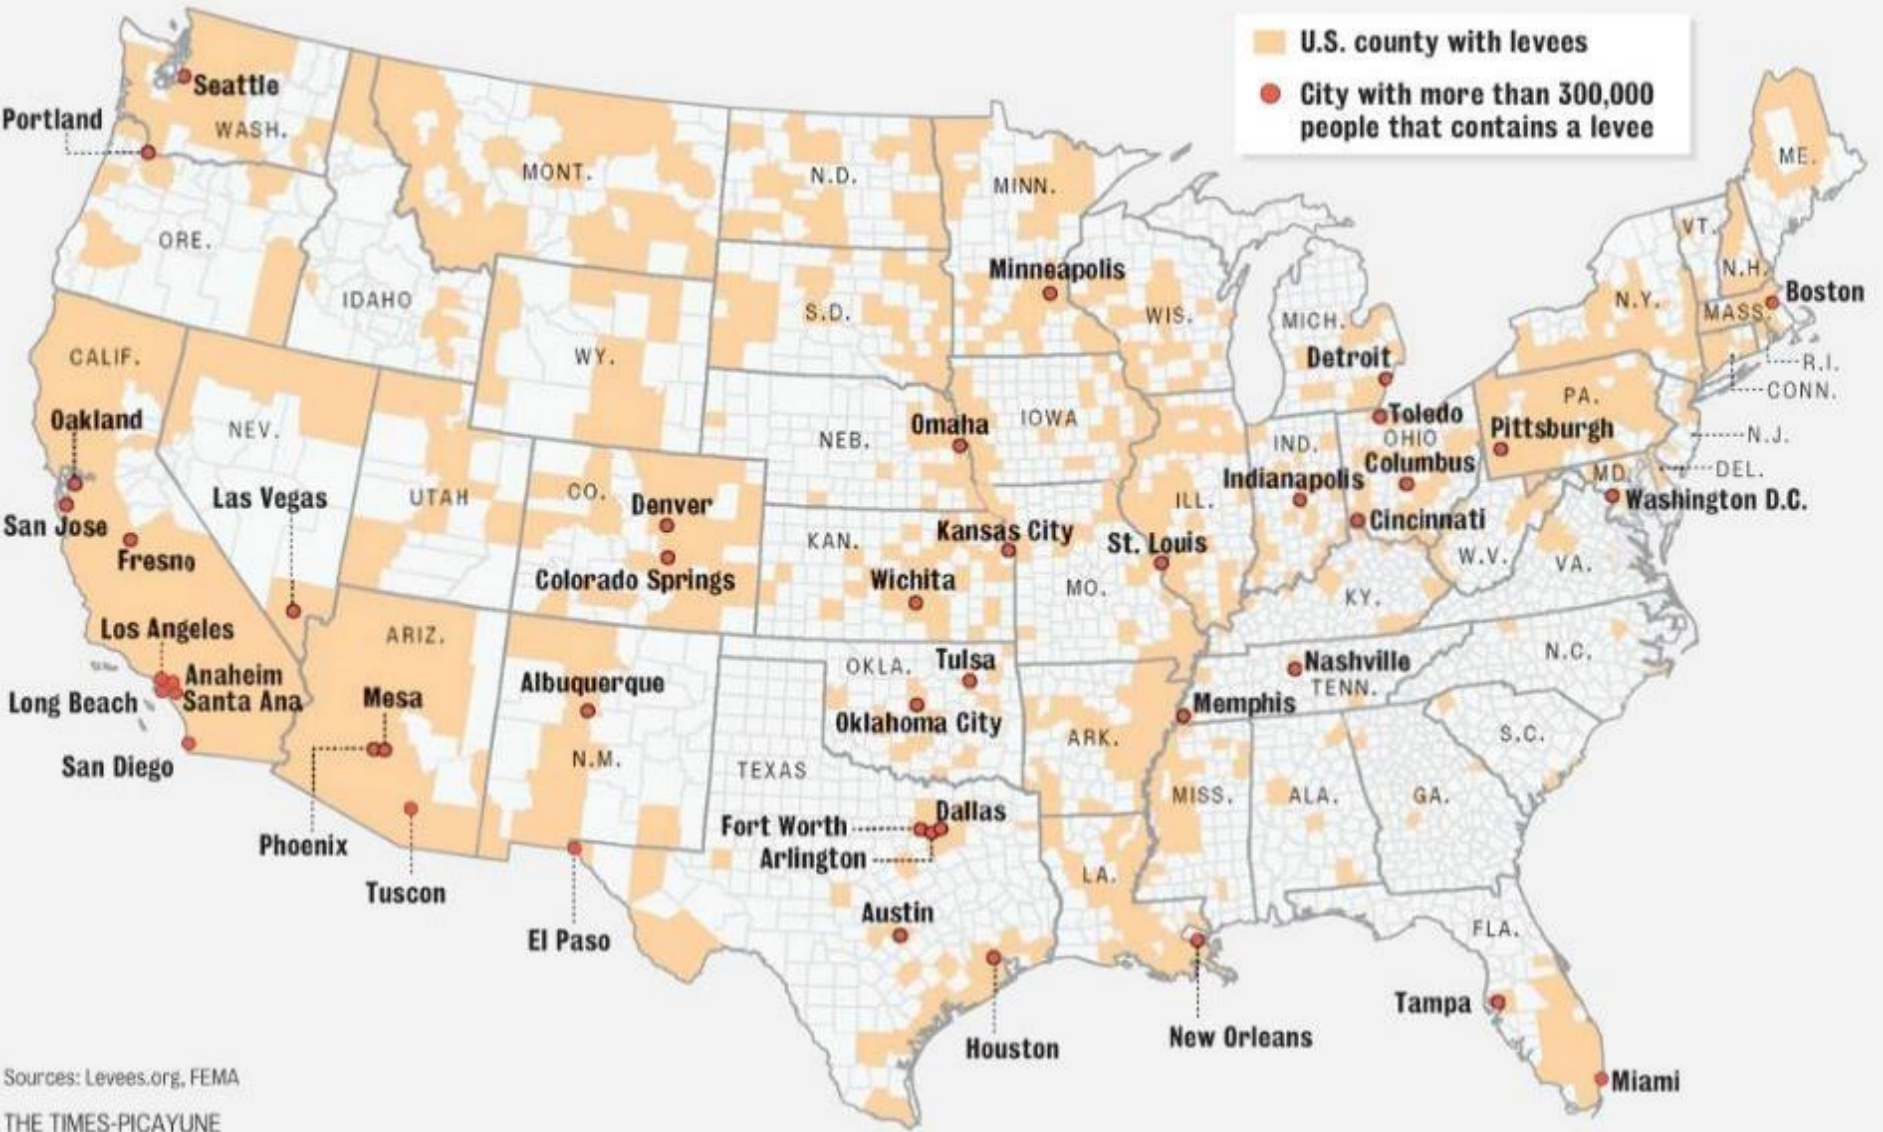 U.S. county with levees
City with more than 300,000
people that contains a levee
Seattle
Portland
WASH.
MONT.
N.D.
MINN.
ME.
ORE.
VT.
N.H.
Minneapolis
Boston
IDAHO
S.D.
WIS.
MICH.
N.Y.
MASS.
CALIF.
WY.
Detroit
R.I.
CONN.
PA.
Oakland
NEV.
NEB.
Omaha
IOWA
Toledo
IND.
OHIO
Pittsburgh
N.J.
Las Vegas
UTAH
CO.
Denver
ILL.
Indianapolis
Columbus
MD.
DEL.
Washington D.C.
San Jose
Fresno
Colorado Springs
KAN.
Kansas City
Wichita
St. Louis
MO.
Cincinnati
W.V.
VA.
KY.
Los Angeles
Anaheim
Long Beach
Santa Ana
San Diego
ARIZ.
Mesa
Phoenix
Tuscon
Albuquerque
N.M.
El Paso
OKLA.
Tulsa
Oklahoma City
Nashville
TENN.
Memphis
N.C.
ARK.
S.C.
TEXAS
Fort Worth
Dallas
Arlington
MISS.
ALA.
GA.
LA.
Austin
Houston
New Orleans
FLA.
Tampa
Miami
Sources: Levees.org, FEMA
THE TIMES-PICAYUNE